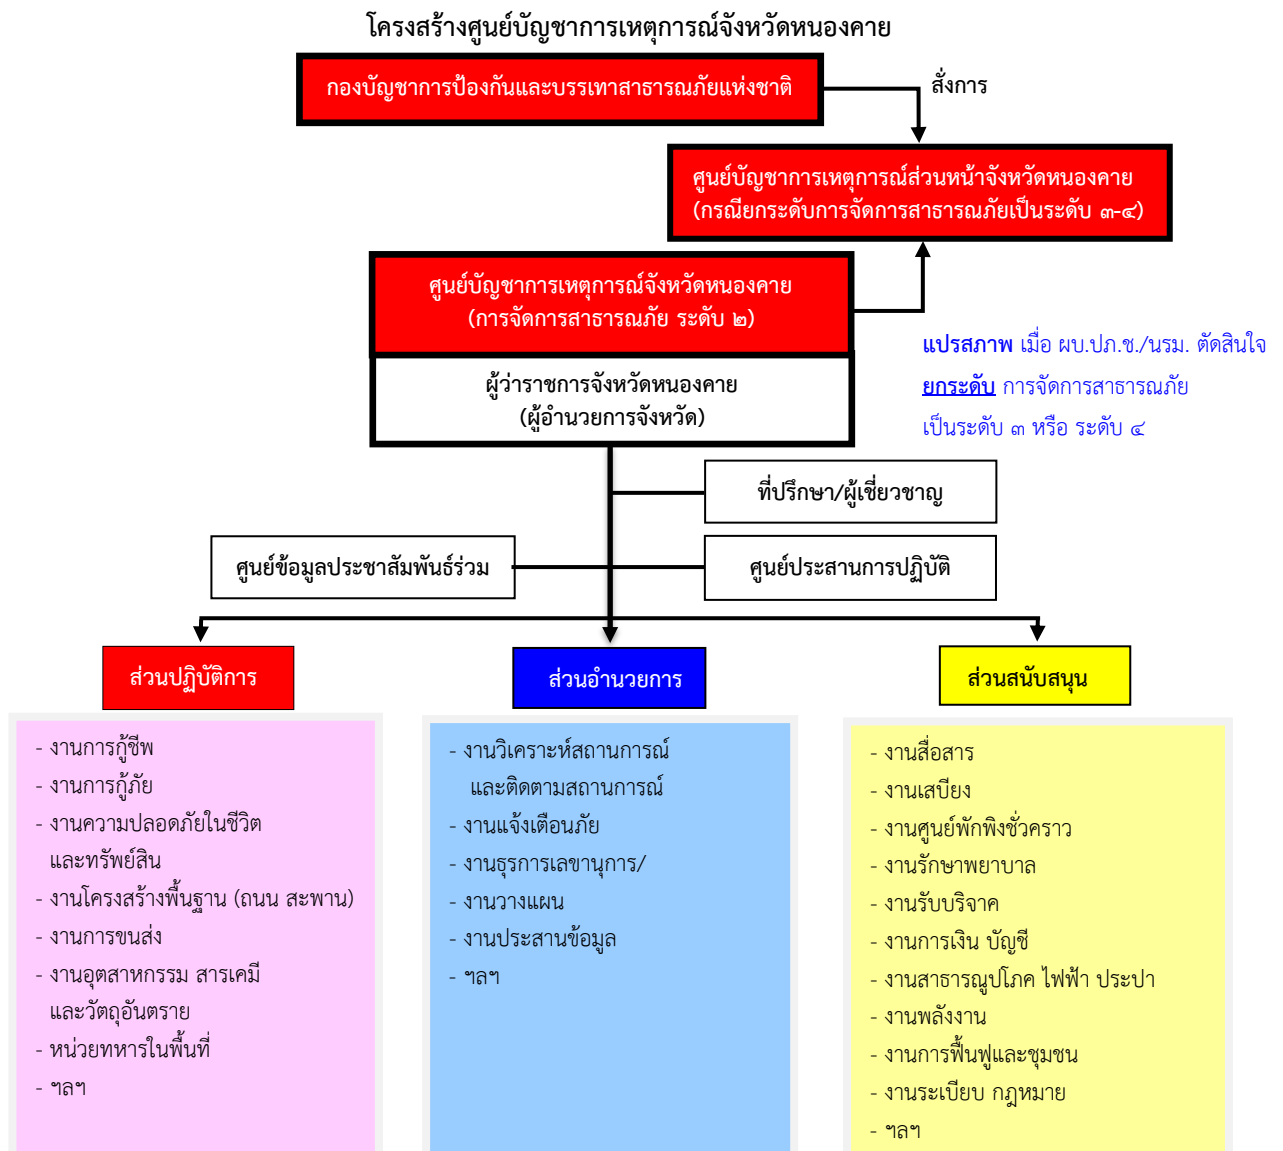 โครงสร้างศูนย์บัญชาการเหตุการณ์จังหวัดหนองคาย
กองบัญชาการป้องกันและบรรเทาสาธารณภัยแห่งชาติ
สั่งการ
ศูนย์บัญชาการเหตุการณ์ส่วนหน้าจังหวัดหนองคาย
(กรณียกระดับการจัดการสาธารณภัยเป็นระดับ ๓-๔)
ศูนย์บัญชาการเหตุการณ์จังหวัดหนองคาย
(การจัดการสาธารณภัย ระดับ ๒)
ผู้ว่าราชการจังหวัดหนองคาย
(ผู้อำนวยการจังหวัด)
แปรสภาพ เมื่อ ผบ.ปภ.ช./นรม. ตัดสินใจ
ยกระดับ การจัดการสาธารณภัย
เป็นระดับ ๓ หรือ ระดับ ๔
ที่ปรึกษา/ผู้เชี่ยวชาญ
ศูนย์ข้อมูลประชาสัมพันธ์ร่วม
ศูนย์ประสานการปฏิบัติ
ส่วนปฏิบัติการ
- งานการกู้ชีพ
- งานการกู้ภัย
- งานความปลอดภัยในชีวิต
และทรัพย์สิน
- งานโครงสร้างพื้นฐาน (ถนน สะพาน)
- งานการขนส่ง
- งานอุตสาหกรรม สารเคมี
และวัตถุอันตราย
- หน่วยทหารในพื้นที่
- ฯลฯ
ส่วนอำนวยการ
- งานวิเคราะห์สถานการณ์
และติดตามสถานการณ์
- งานแจ้งเตือนภัย
- งานธุรการเลขานุการ/
- งานวางแผน
- งานประสานข้อมูล
- ฯลฯ
ส่วนสนับสนุน
- งานสื่อสาร
- งานเสบียง
- งานศูนย์พักพิงชั่วคราว
- งานรักษาพยาบาล
- งานรับบริจาค
- งานการเงิน บัญชี
- งานสาธารณูปโภค ไฟฟ้า ประปา
- งานพลังงาน
- งานการฟื้นฟูและชุมชน
- งานระเบียบ กฎหมาย
- ฯลฯ